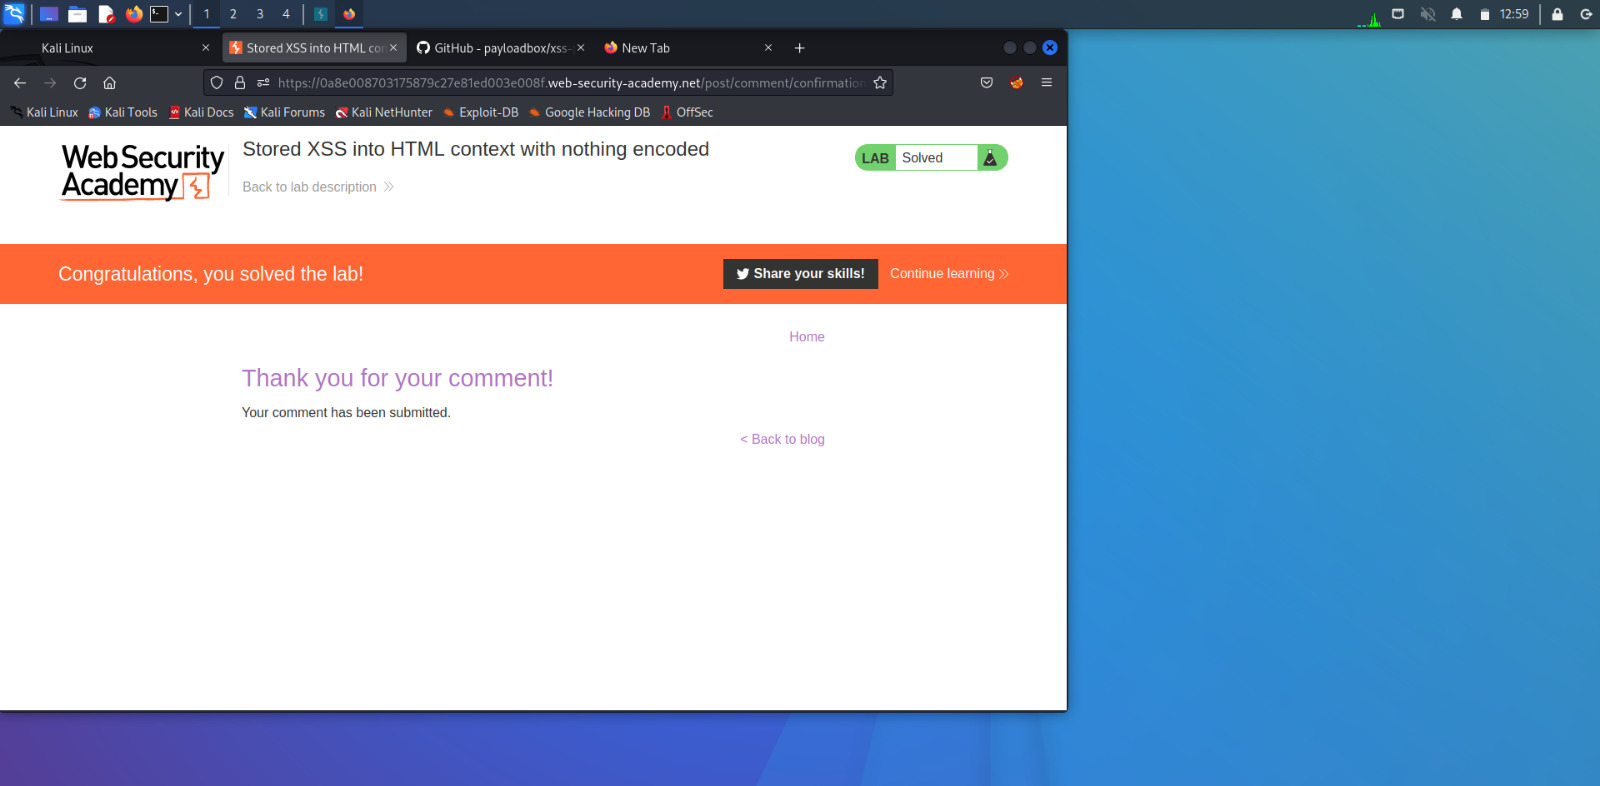 1 2 3 4
12:59
Kali Linux
Stored XSS into HTML con
GitHub - payloadbox/xss-
New Tab
https://0a8e008703175879c27e81ed003e008f.web-security-academy.net/post/comment/confirmation
Kali Linux
Kali Tools
Kali Docs
Kali Forums
Kali NetHunter
Exploit-DB
Google Hacking DB
OffSec
Web Security
Academy
Stored XSS into HTML context with nothing encoded
Back to lab description
LAB
Solved
Congratulations, you solved the lab!
Share your skills!
Continue learning
Home
Thank you for your comment!
Your comment has been submitted.
< Back to blog